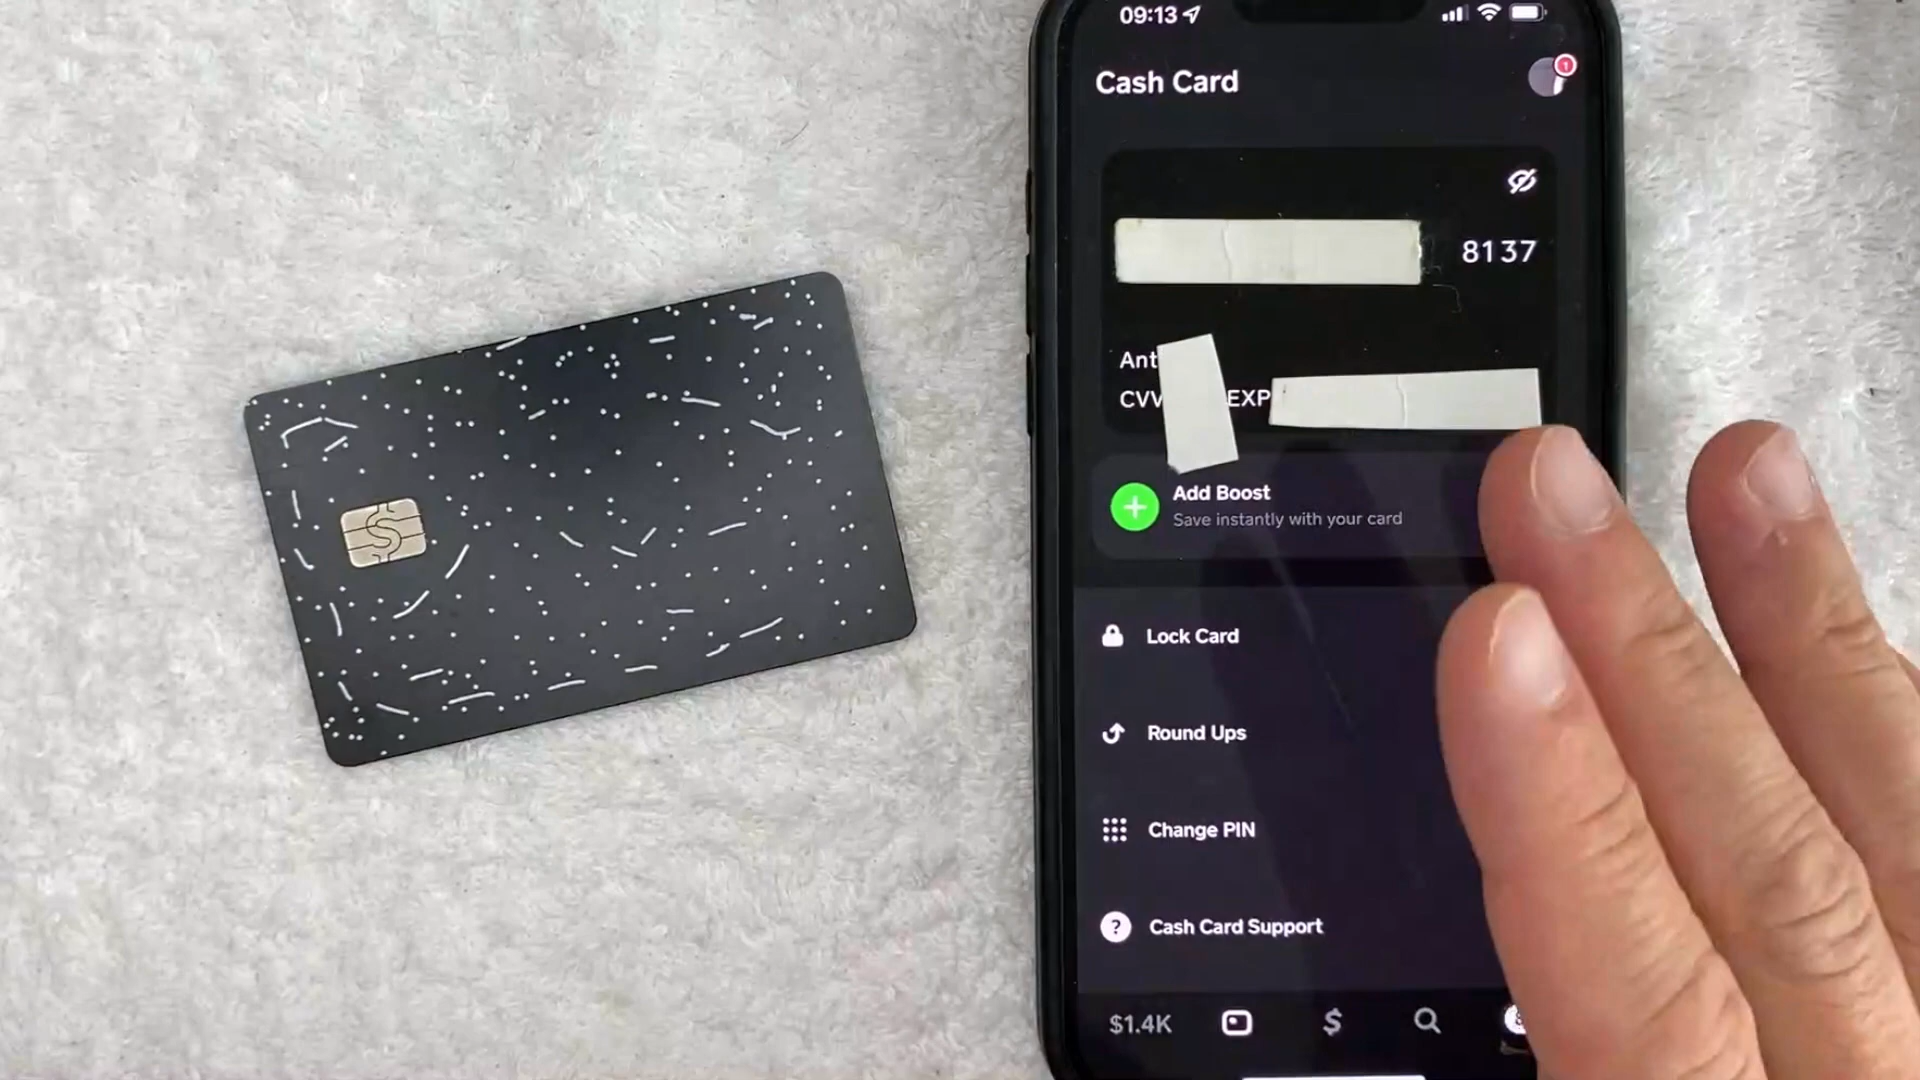 09:13
Cash Card
1
8137
Ant
CVV EXP
Add Boost
Save instantly with your card
Lock Card
Round Ups
Change PIN
? Cash Card Support
$1.4K $